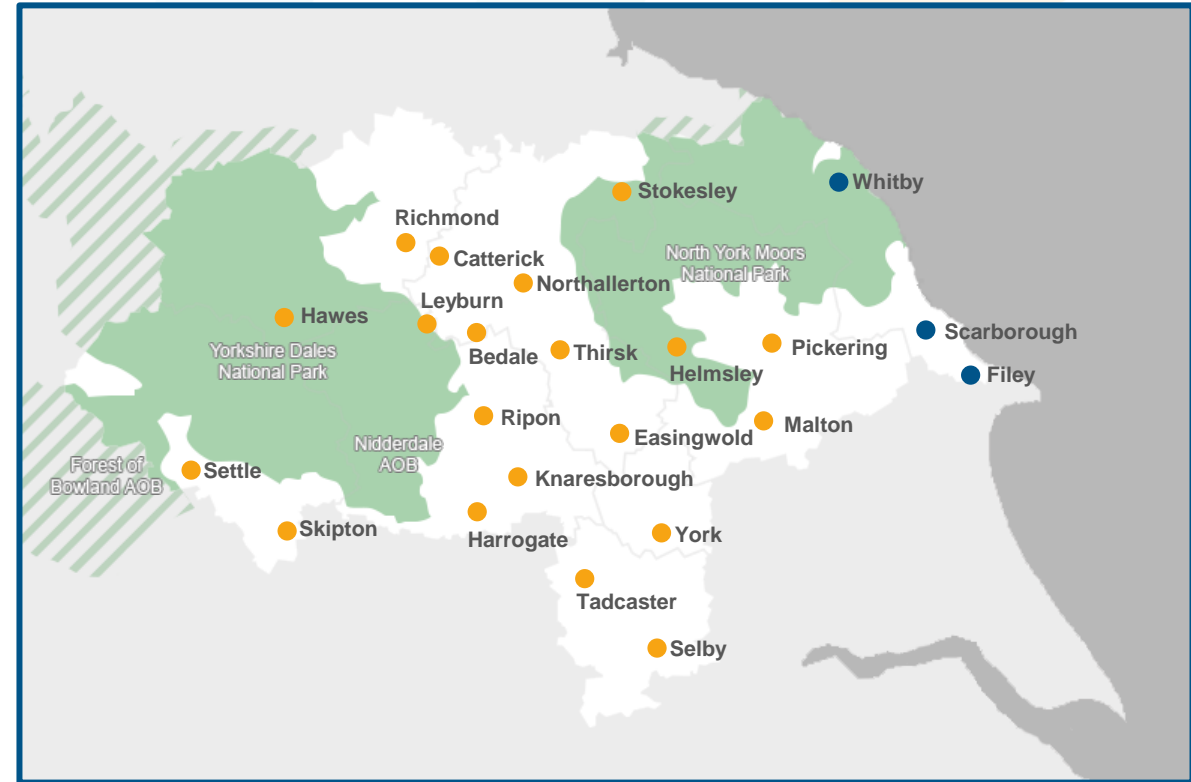 Whitby
Stokesley
Richmond
North York Moors
National Park
Catterick
Northallerton
Leyburn
Hawes
Scarborough
Yorkshire Dales
National Park
Bedale
Thirsk
Pickering
Helmsley
Filey
Ripon
Malton
Easingwold
Nidderdale
AOB
Forest of
Bowland AOB
Settle
Knaresborough
Skipton
Harrogate
York
Tadcaster
Selby